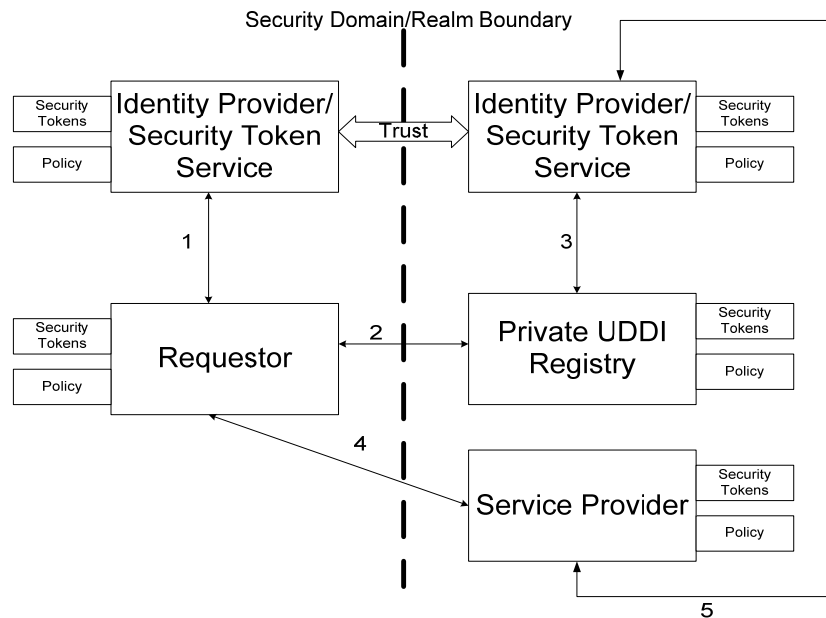 Security Domain/Realm Boundary
Security
Tokens
Policy
Identity Provider/
Security Token
Service
Trust
Identity Provider/
Security Token
Service
Security
Tokens
Policy
1
3
Security
Tokens
Policy
Requestor
2
Private UDDI
Registry
Security
Tokens
Policy
4
Service Provider
Security
Tokens
Policy
5